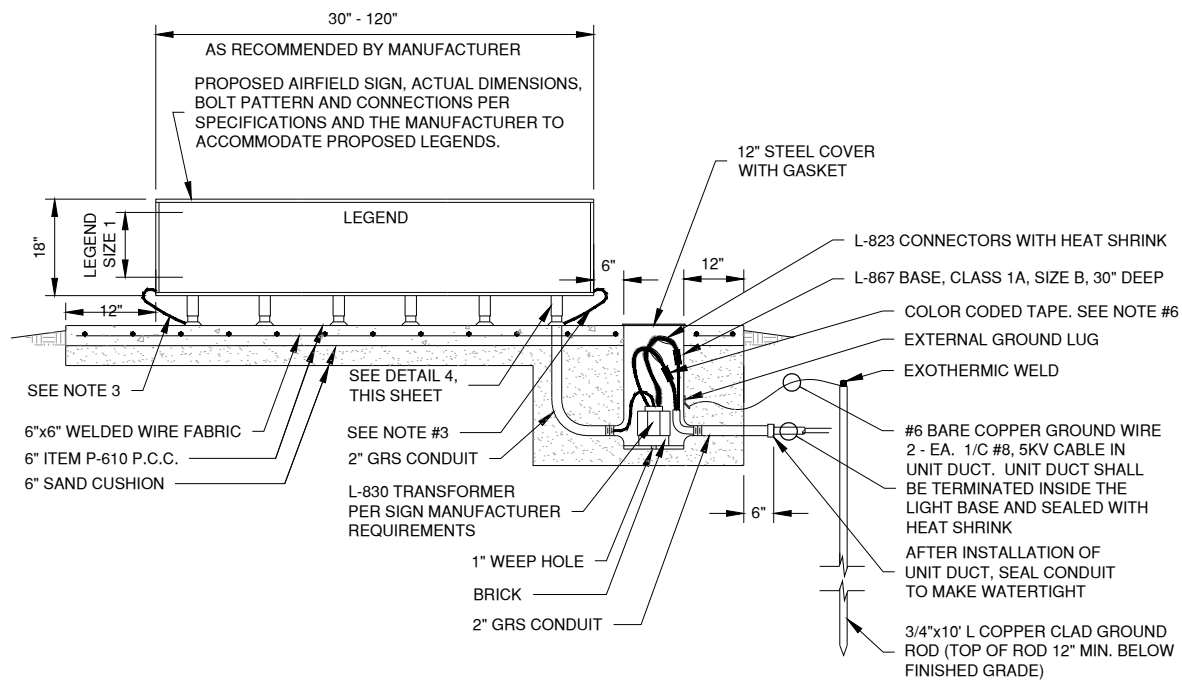 30" - 120"
AS RECOMMENDED BY MANUFACTURER
PROPOSED AIRFIELD SIGN, ACTUAL DIMENSIONS,
BOLT PATTERN AND CONNECTIONS PER
SPECIFICATIONS AND THE MANUFACTURER TO
ACCOMMODATE PROPOSED LEGENDS.
12" STEEL COVER
WITH GASKET
18"
LEGEND
SIZE 1
LEGEND
6"
12"
12"
L-823 CONNECTORS WITH HEAT SHRINK
L-867 BASE, CLASS 1A, SIZE B, 30" DEEP
COLOR CODED TAPE. SEE NOTE #6
EXTERNAL GROUND LUG
EXOTHERMIC WELD
SEE NOTE 3
6"x6" WELDED WIRE FABRIC
6" ITEM P-610 P.C.C.
6" SAND CUSHION
SEE DETAIL 4,
THIS SHEET
SEE NOTE #3
2" GRS CONDUIT
L-830 TRANSFORMER
PER SIGN MANUFACTURER
REQUIREMENTS
1" WEEP HOLE
BRICK
2" GRS CONDUIT
6"
#6 BARE COPPER GROUND WIRE
2 - EA. 1/C #8, 5KV CABLE IN
UNIT DUCT. UNIT DUCT SHALL
BE TERMINATED INSIDE THE
LIGHT BASE AND SEALED WITH
HEAT SHRINK
AFTER INSTALLATION OF
UNIT DUCT, SEAL CONDUIT
TO MAKE WATERTIGHT
3/4"x10' L COPPER CLAD GROUND
ROD (TOP OF ROD 12" MIN. BELOW
FINISHED GRADE)